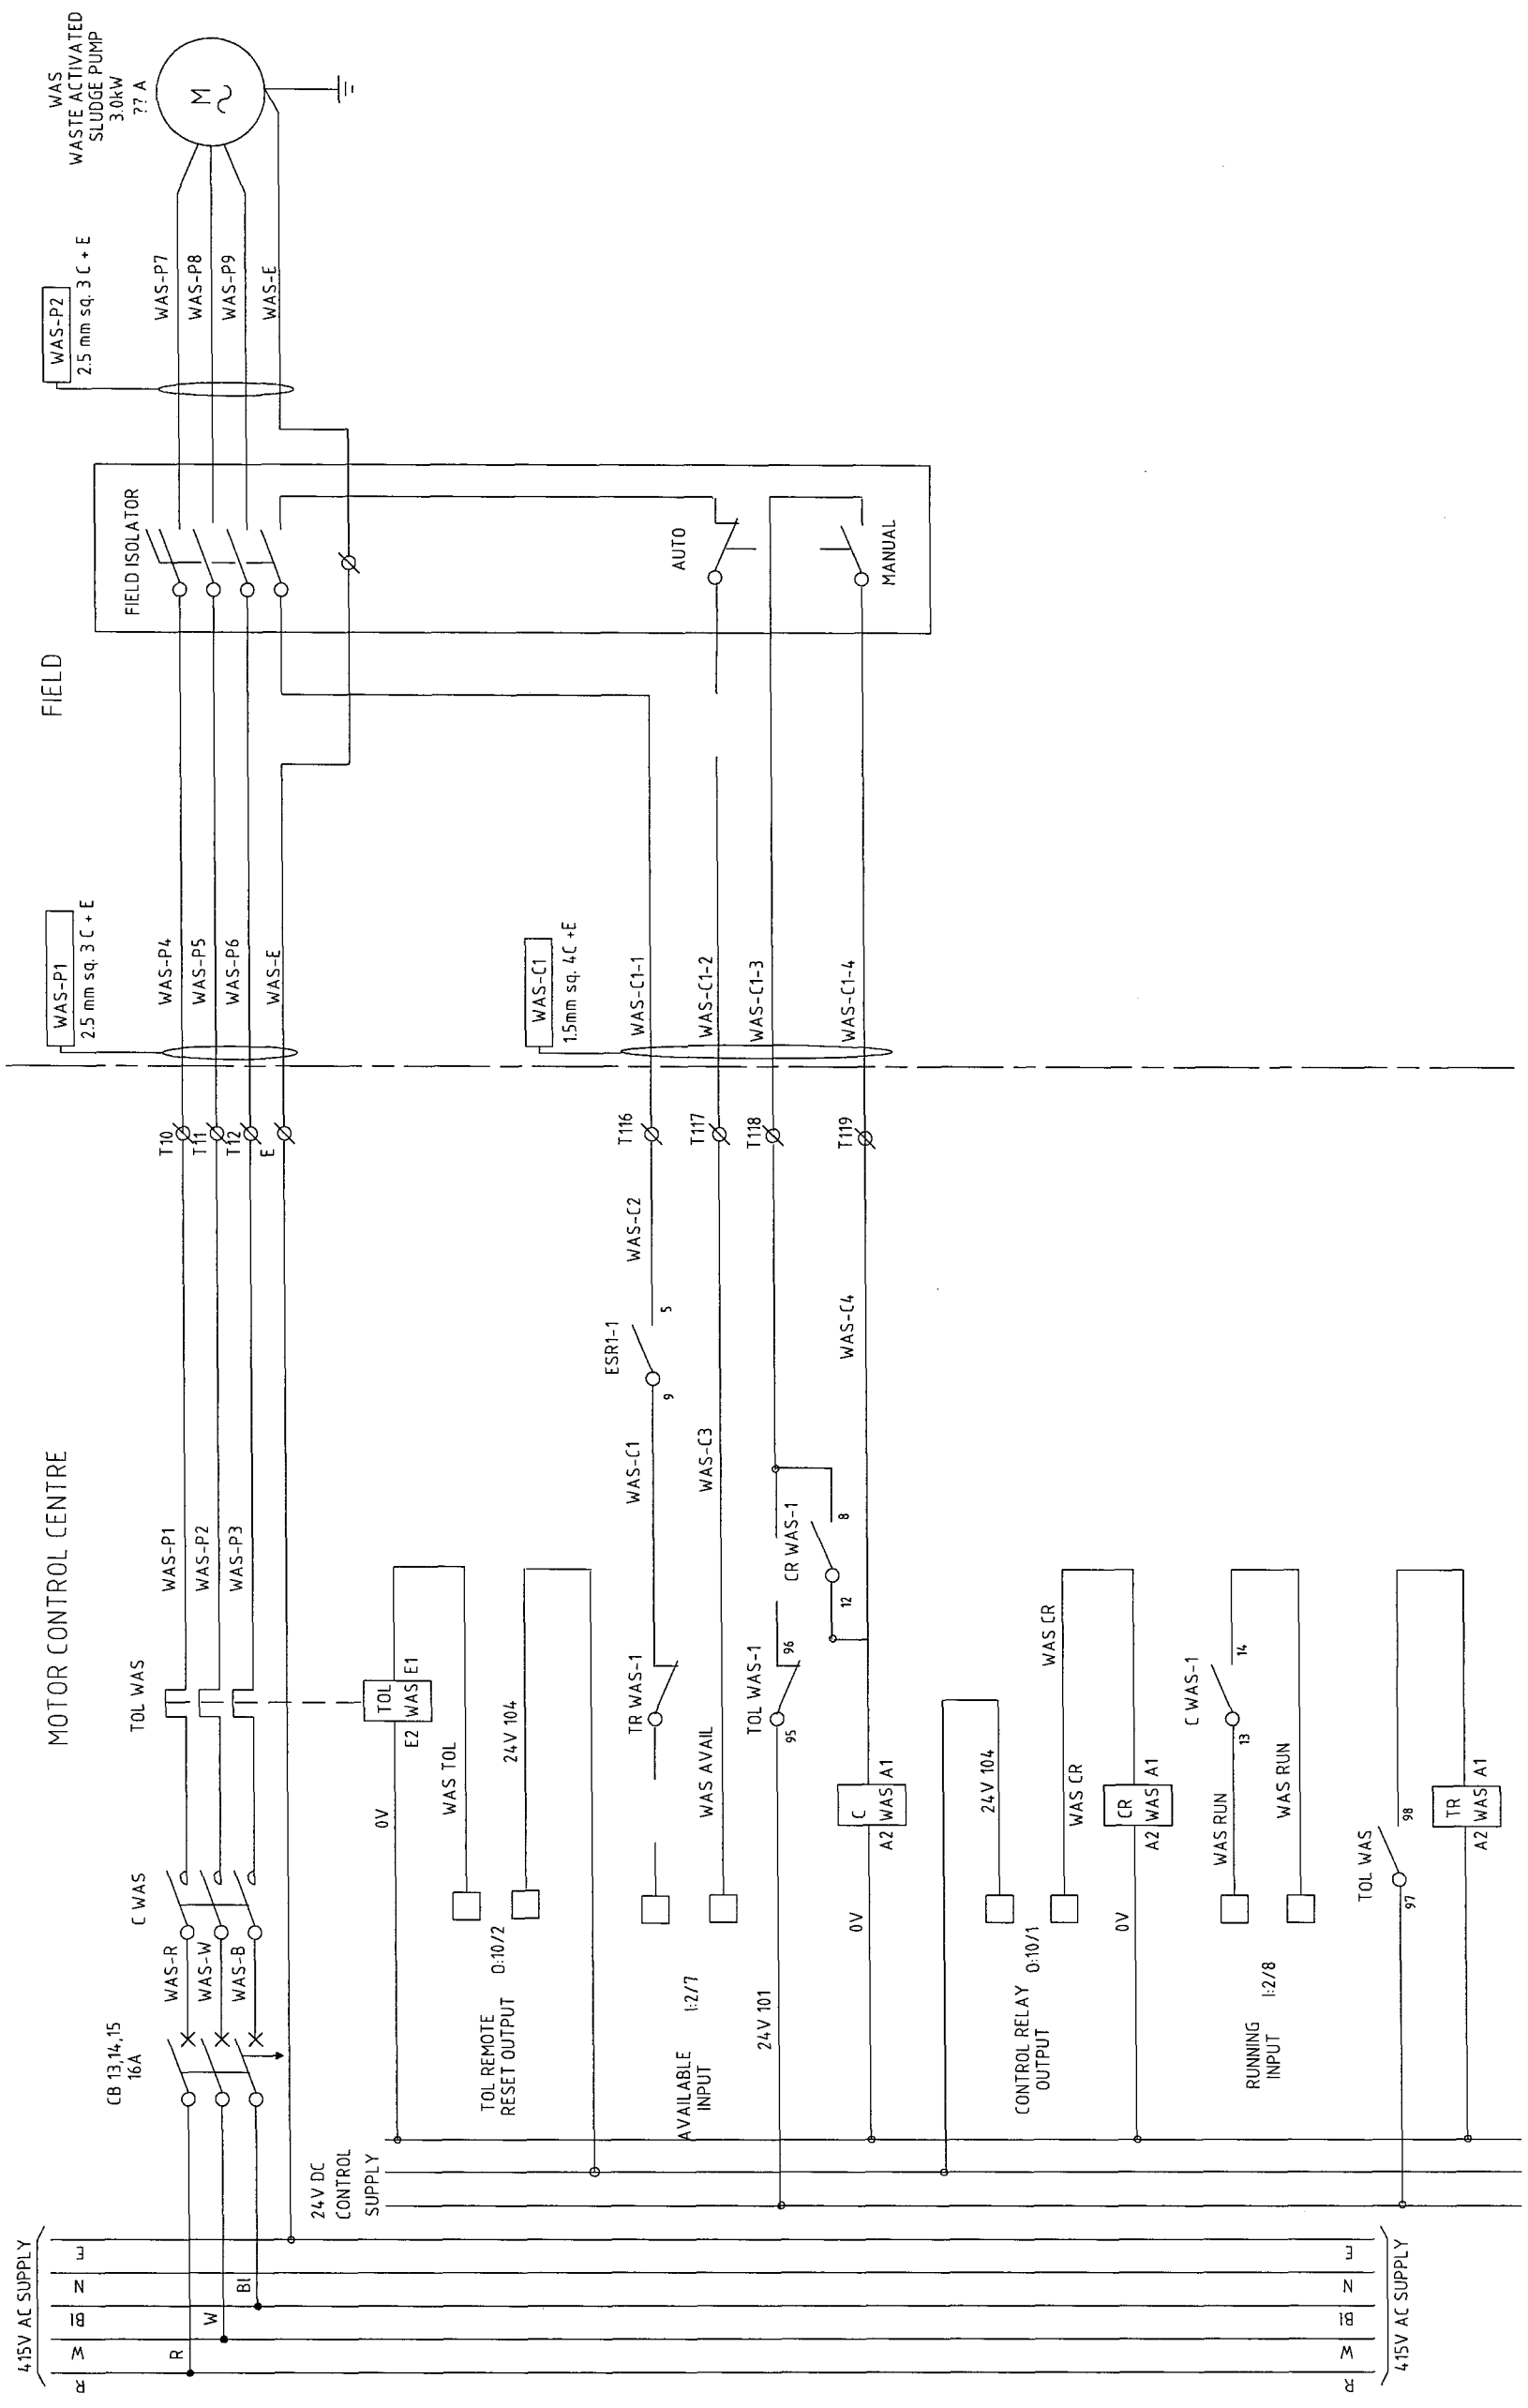 MOTOR CONTROL CENTRE
FIELD
415V AC SUPPLY
R
W
Bl
N
E
R
W
Bl
CB 13,14,15
16A
WAS-R
WAS-W
WAS-B
C WAS
TOL WAS
WAS-P1
WAS-P2
WAS-P3
T10
T11
T12
E
WAS-P1
2.5 mm sq. 3 C + E
WAS-P4
WAS-P5
WAS-P6
WAS-E
FIELD ISOLATOR
WAS-P2
2.5 mm sq. 3 C + E
WAS-P7
WAS-P8
WAS-P9
WAS-E
WAS
WASTE ACTIVATED
SLUDGE PUMP
3.0kW
?? A
M
24V DC
CONTROL
SUPPLY
0V
E2
TOL
WAS
E1
WAS TOL
TOL REMOTE
RESET OUTPUT
O:10/2
24V 104
AVAILABLE
INPUT
I:2/7
TR WAS-1
WAS-C1
9
ESR1-1
5
WAS-C2
T116
WAS-C1
1.5mm sq. 4C +E
WAS-C1-1
WAS AVAIL
WAS-C3
T117
WAS-C1-2
AUTO
24V 101
95
TOL WAS-1
96
CR WAS-1
12
8
T118
WAS-C1-3
0V
A2
C
WAS
A1
WAS-C4
T119
WAS-C1-4
MANUAL
CONTROL RELAY
OUTPUT
O:10/1
24V 104
WAS CR
WAS CR
0V
A2
CR
WAS
A1
RUNNING
INPUT
I:2/8
WAS RUN
13
C WAS-1
14
WAS RUN
97
TOL WAS
98
A2
TR
WAS
A1
R
W
Bl
N
E
415V AC SUPPLY